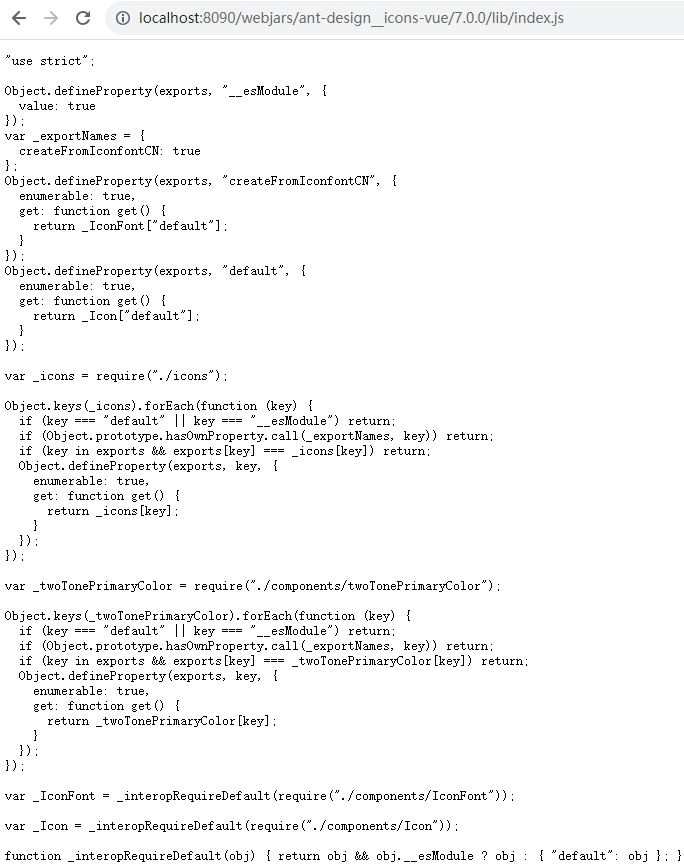 localhost:8090/webjars/ant-design__icons-vue/7.0.0/lib/index.js
"use strict";
Object.defineProperty(exports, "__esModule", {
  value: true
});
var _exportNames = {
  createFromIconfontCN: true
};
Object.defineProperty(exports, "createFromIconfontCN", {
  enumerable: true,
  get: function get() {
    return _IconFont["default"];
  }
});
Object.defineProperty(exports, "default", {
  enumerable: true,
  get: function get() {
    return _Icon["default"];
  }
});
var _icons = require("./icons");
Object.keys(_icons).forEach(function (key) {
  if (key === "default" || key === "__esModule") return;
  if (Object.prototype.hasOwnProperty.call(_exportNames, key)) return;
  if (key in exports && exports[key] === _icons[key]) return;
  Object.defineProperty(exports, key, {
    enumerable: true,
    get: function get() {
      return _icons[key];
    }
  });
});
var _twoTonePrimaryColor = require("./components/twoTonePrimaryColor");
Object.keys(_twoTonePrimaryColor).forEach(function (key) {
  if (key === "default" || key === "__esModule") return;
  if (Object.prototype.hasOwnProperty.call(_exportNames, key)) return;
  if (key in exports && exports[key] === _twoTonePrimaryColor[key]) return;
  Object.defineProperty(exports, key, {
    enumerable: true,
    get: function get() {
      return _twoTonePrimaryColor[key];
    }
  });
});
var _IconFont = _interopRequireDefault(require("./components/IconFont"));
var _Icon = _interopRequireDefault(require("./components/Icon"));
function _interopRequireDefault(obj) { return obj && obj.__esModule ? obj : { "default": obj }; }